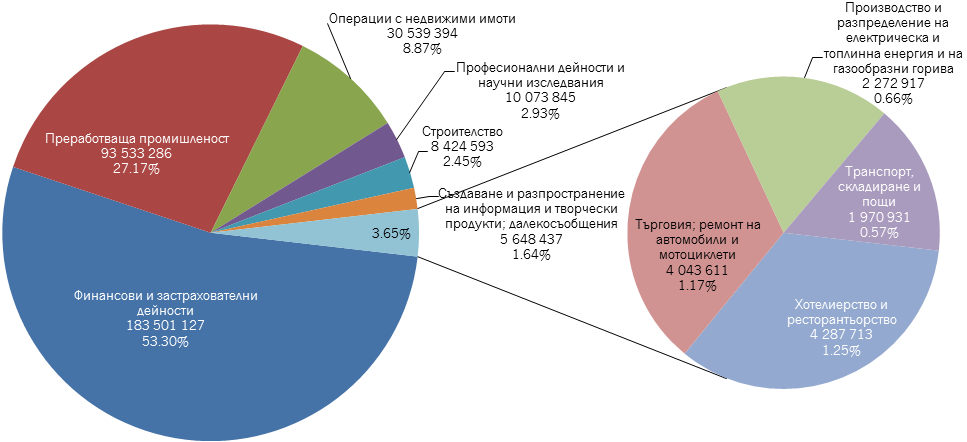 Операции с недвижими имоти
30 539 394
8.87%
Професионални дейности и
научни изследвания
10 073 845
2.93%
Строителство
8 424 593
2.45%
Създаване и разпространение
на информация и творчески
продукти; далекосъобщения
5 648 437
1.64%
3.65%
Преработваща промишленост
93 533 286
27.17%
Финансови и застрахователни
дейности
183 501 127
53.30%
Производство и
разпределение на
електрическа и
топлинна енергия и на
газообразни горива
2 272 917
0.66%
Транспорт,
складиране и
пощи
1 970 931
0.57%
Търговия; ремонт на
автомобили и
мотоциклети
4 043 611
1.17%
Хотелиерство и
ресторантьорство
4 287 713
1.25%